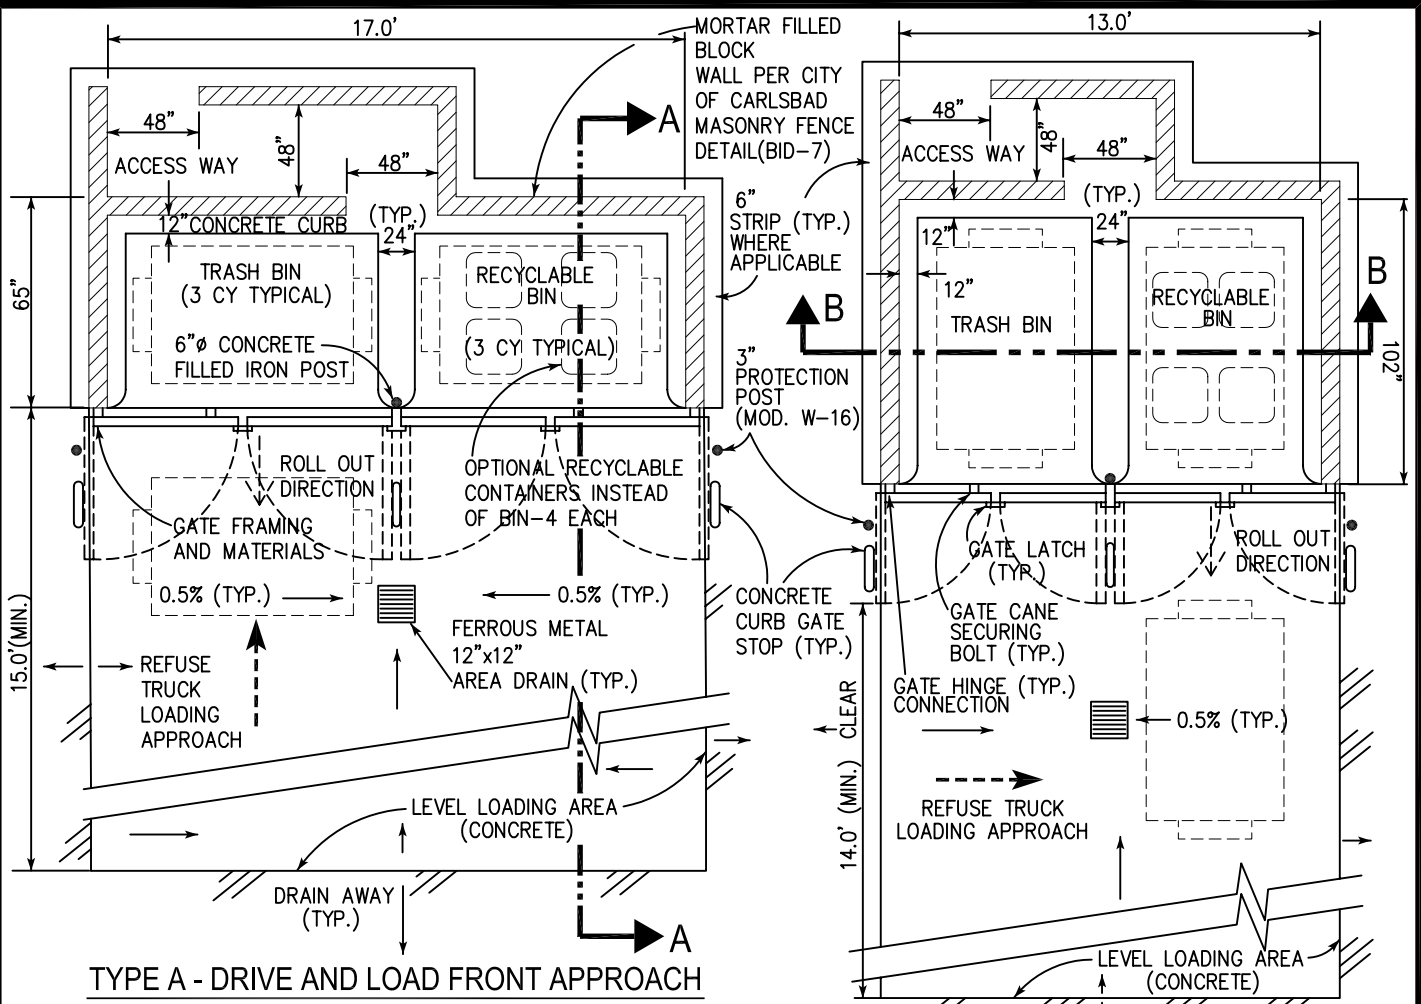 17.0'
MORTAR FILLED
BLOCK
WALL PER CITY
OF CARLSBAD
MASONRY FENCE
DETAIL(BID-7)
48"
48"
48"
ACCESS WAY
A
12"CONCRETE CURB
(TYP.)
24"
TRASH BIN
(3 CY TYPICAL)
RECYCLABLE
BIN
(3 CY TYPICAL)
6"ø CONCRETE
FILLED IRON POST
65"
6"
STRIP (TYP.)
WHERE
APPLICABLE
3"
PROTECTION
POST
(MOD. W-16)
ROLL OUT
DIRECTION
OPTIONAL RECYCLABLE
CONTAINERS INSTEAD
OF BIN-4 EACH
GATE FRAMING
AND MATERIALS
0.5% (TYP.)
0.5% (TYP.)
15.0'(MIN.)
FERROUS METAL
12"x12"
AREA DRAIN (TYP.)
REFUSE
TRUCK
LOADING
APPROACH
CONCRETE
CURB GATE
STOP (TYP.)
LEVEL LOADING AREA
(CONCRETE)
DRAIN AWAY
(TYP.)
A
TYPE A - DRIVE AND LOAD FRONT APPROACH
13.0'
48"
48"
48"
ACCESS WAY
(TYP.)
24"
12"
12"
B
B
TRASH BIN
RECYCLABLE
BIN
102"
GATE LATCH
(TYP.)
ROLL OUT
DIRECTION
GATE CANE
SECURING
BOLT (TYP.)
GATE HINGE (TYP.)
CONNECTION
0.5% (TYP.)
14.0' (MIN.) CLEAR
REFUSE TRUCK
LOADING APPROACH
LEVEL LOADING AREA
(CONCRETE)